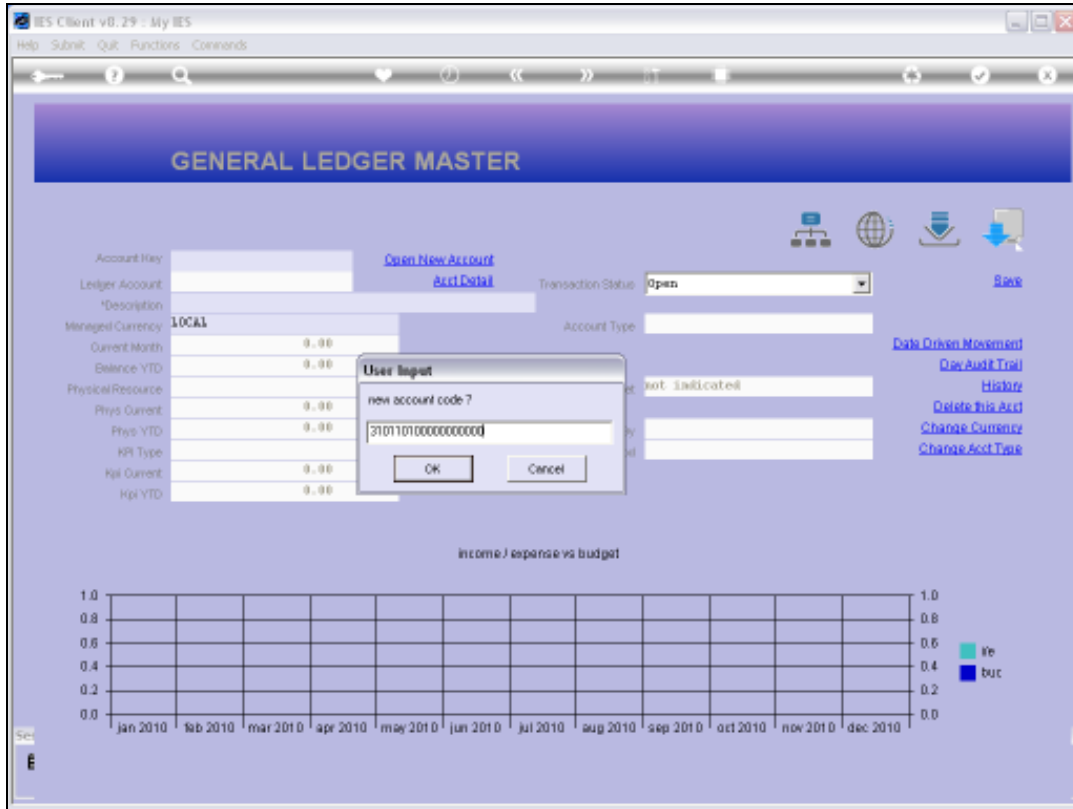 IES Client v8.29 : My IES
Help Submit Quit Functions Commands
GENERAL LEDGER MASTER
Account Key
Open New Account
Ledger Account
Acct Detail
Transaction Status
Open
Save
*Description
Managed Currency
LOCAL
Account Type
Current Month
0.00
Date Driven Movement
Balance YTD
0.00
Day Audit Trail
Physical Resource
not indicated
History
Phys Current
0.00
Delete this Acct
Phys YTD
0.00
Change Currency
KPI Type
Change Acct Type
Kpi Current
0.00
Kpi YTD
0.00
User Input
new account code ?
OK
Cancel
income / expense vs budget
1.0
0.8
0.6
0.4
0.2
0.0
1.0
0.8
0.6
0.4
0.2
0.0
i/e
jan 2010 feb 2010 mar 2010 apr 2010 may 2010 jun 2010 jul 2010 aug 2010 sep 2010 oct 2010 nov 2010 dec 2010